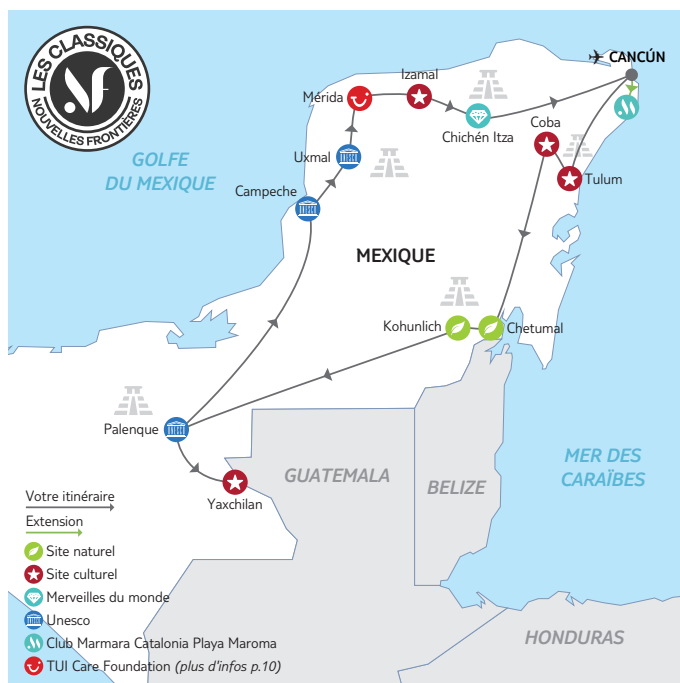 LES CLASSIQUES
NOUVELLES FRONTIÈRES
NF
CANCÚN
Izamal
Mérida
Chichén Itza
Coba
Uxmal
Tulum
GOLFE
DU MEXIQUE
Campeche
MEXIQUE
Kohunlich
Chetumal
Palenque
Yaxchilan
GUATEMALA
BELIZE
MER DES
CARAÏBES
HONDURAS
Votre itinéraire
Extension
Site naturel
Site culturel
Merveilles du monde
Unesco
Club Marmara Catalonia Playa Maroma
TUI Care Foundation (plus d'infos p.10)